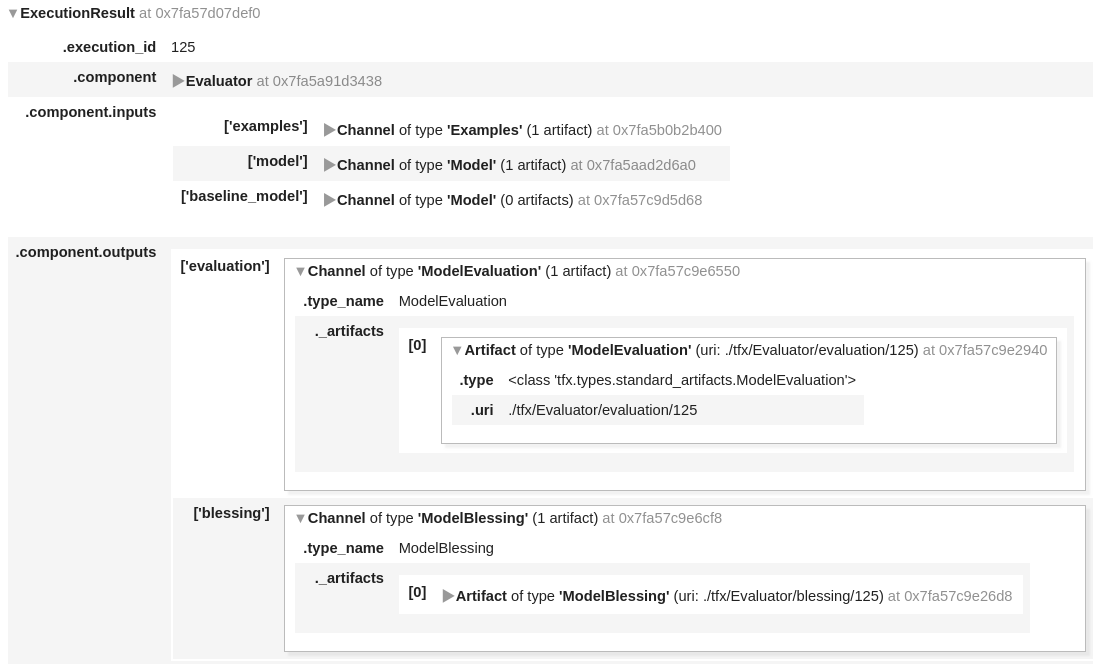 ▼ExecutionResult at 0x7fa57d07def0
.execution_id 125
.component ▶Evaluator at 0x7fa5a91d3438
.component.inputs
['examples'] ▶Channel of type 'Examples' (1 artifact) at 0x7fa5b0b2b400
['model'] ▶Channel of type 'Model' (1 artifact) at 0x7fa5aad2d6a0
['baseline_model'] ▶Channel of type 'Model' (0 artifacts) at 0x7fa57c9d5d68
.component.outputs
['evaluation'] ▼Channel of type 'ModelEvaluation' (1 artifact) at 0x7fa57c9e6550
.type_name ModelEvaluation
._artifacts
[0] ▼Artifact of type 'ModelEvaluation' (uri: ./tfx/Evaluator/evaluation/125) at 0x7fa57c9e2940
.type <class 'tfx.types.standard_artifacts.ModelEvaluation'>
.uri ./tfx/Evaluator/evaluation/125
['blessing'] ▼Channel of type 'ModelBlessing' (1 artifact) at 0x7fa57c9e6cf8
.type_name ModelBlessing
._artifacts
[0] ▶Artifact of type 'ModelBlessing' (uri: ./tfx/Evaluator/blessing/125) at 0x7fa57c9e26d8